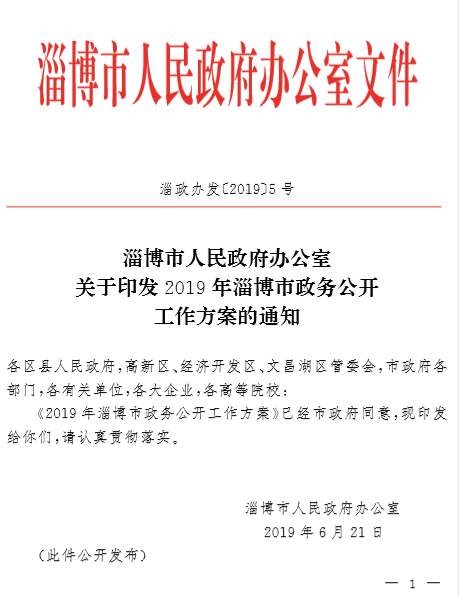 淄博市人民政府办公室文件
淄政办发〔2019〕5号
淄博市人民政府办公室
关于印发2019年淄博市政务公开
工作方案的通知
各区县人民政府,高新区、经济开发区、文昌湖区管委会,市政府各
部门,各有关单位,各大企业,各高等院校:
《2019年淄博市政务公开工作方案》已经市政府同意,现印发
给你们,请认真贯彻落实。
淄博市人民政府办公室
2019年6月21日
(此件公开发布)
— 1